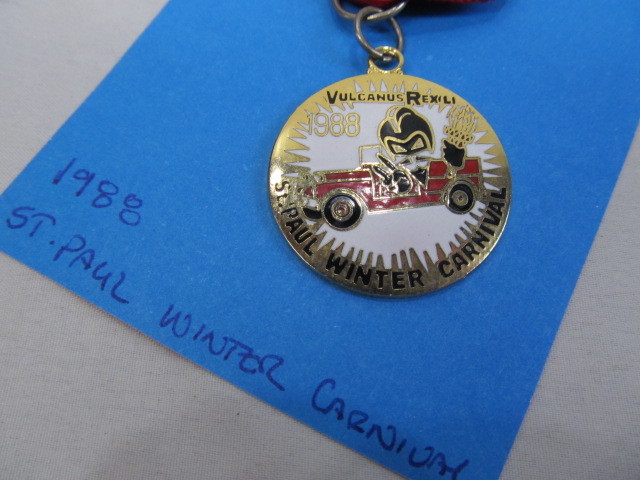 VULCANUS REX LI
1988
ST. PAUL WINTER CARNIVAL
1988
ST. PAUL WINTER CARNIVAL